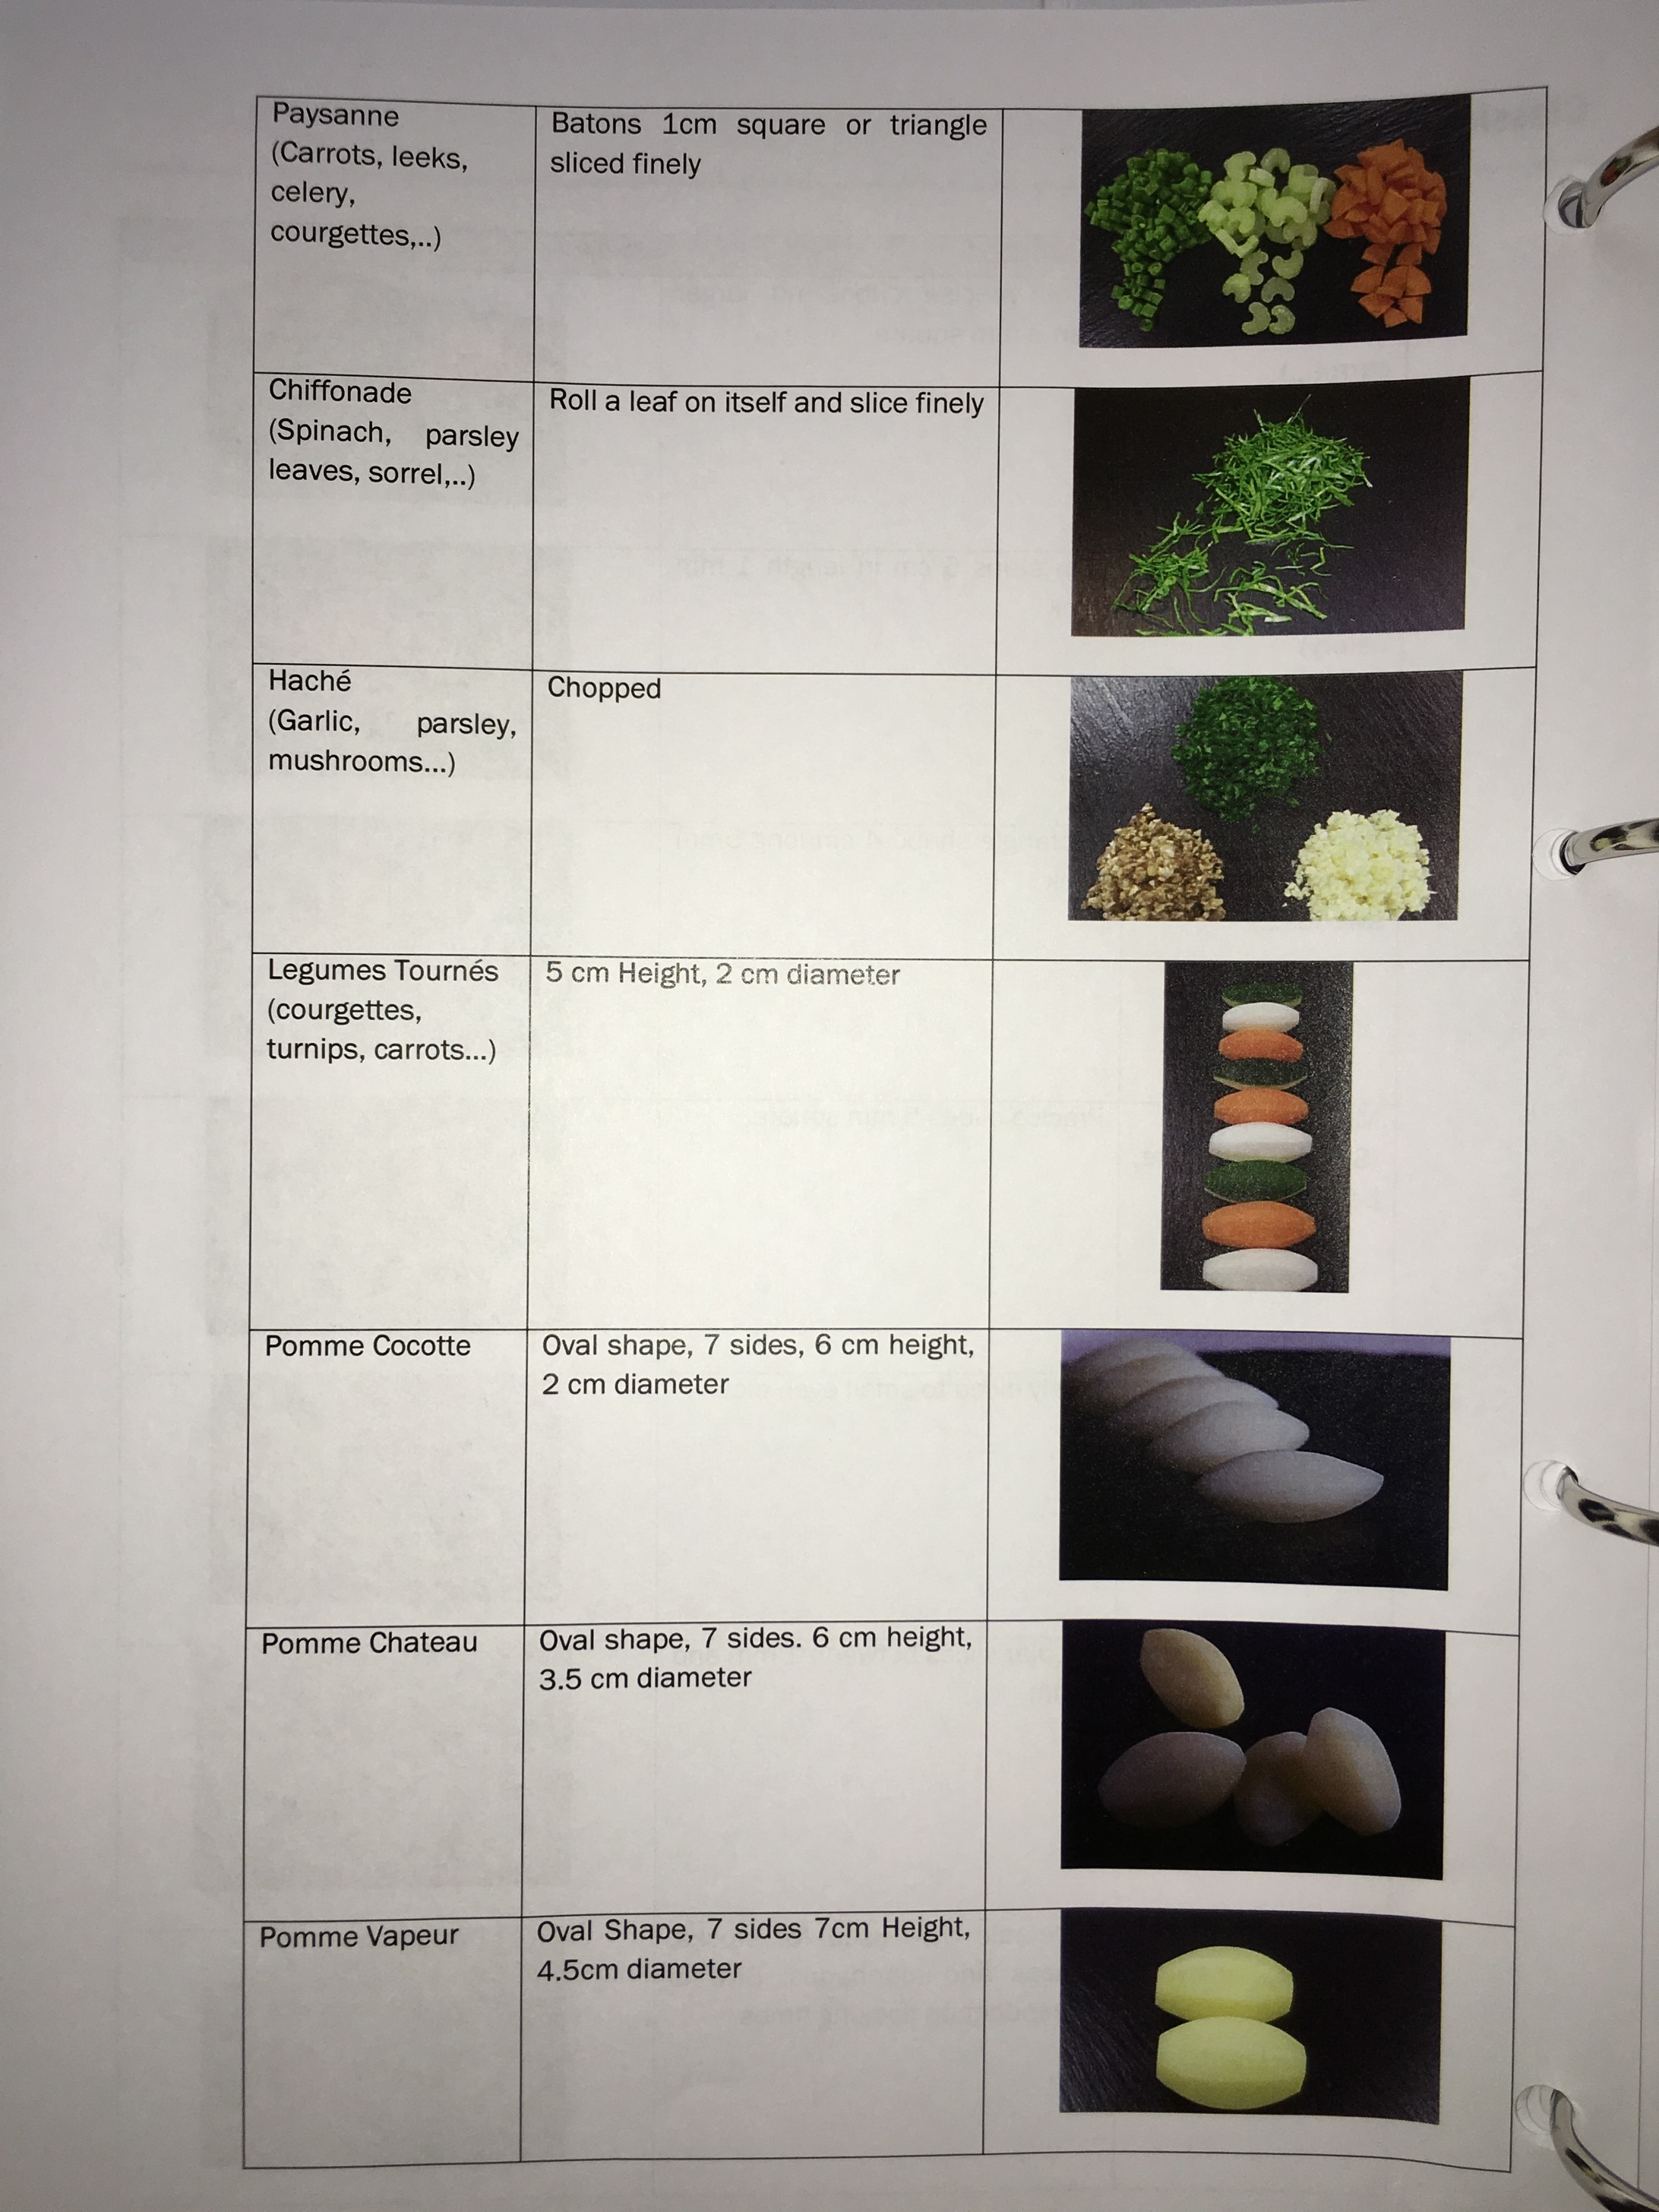 Paysanne
(Carrots, leeks,
celery,
courgettes,..)
Batons 1cm square or triangle
sliced finely
Chiffonade
(Spinach, parsley
leaves, sorrel,..)
Roll a leaf on itself and slice finely
Haché
(Garlic, parsley,
mushrooms...)
Chopped
Legumes Tournés
(courgettes,
turnips, carrots...)
5 cm Height, 2 cm diameter
Pomme Cocotte
Oval shape, 7 sides, 6 cm height,
2 cm diameter
Pomme Chateau
Oval shape, 7 sides. 6 cm height,
3.5 cm diameter
Pomme Vapeur
Oval Shape, 7 sides 7cm Height,
4.5cm diameter